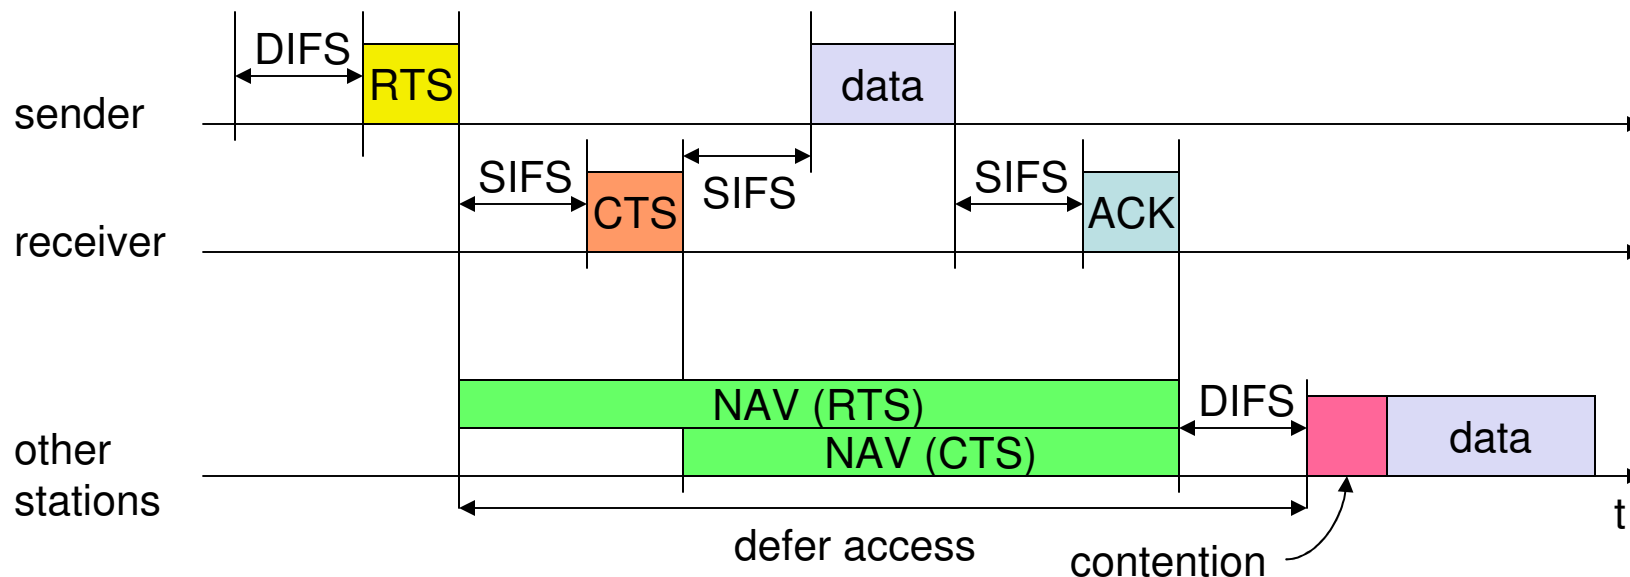 DIFS
RTS
data
sender
SIFS
SIFS
SIFS
CTS
ACK
receiver
NAV (RTS)
DIFS
NAV (CTS)
data
other
stations
t
defer access
contention